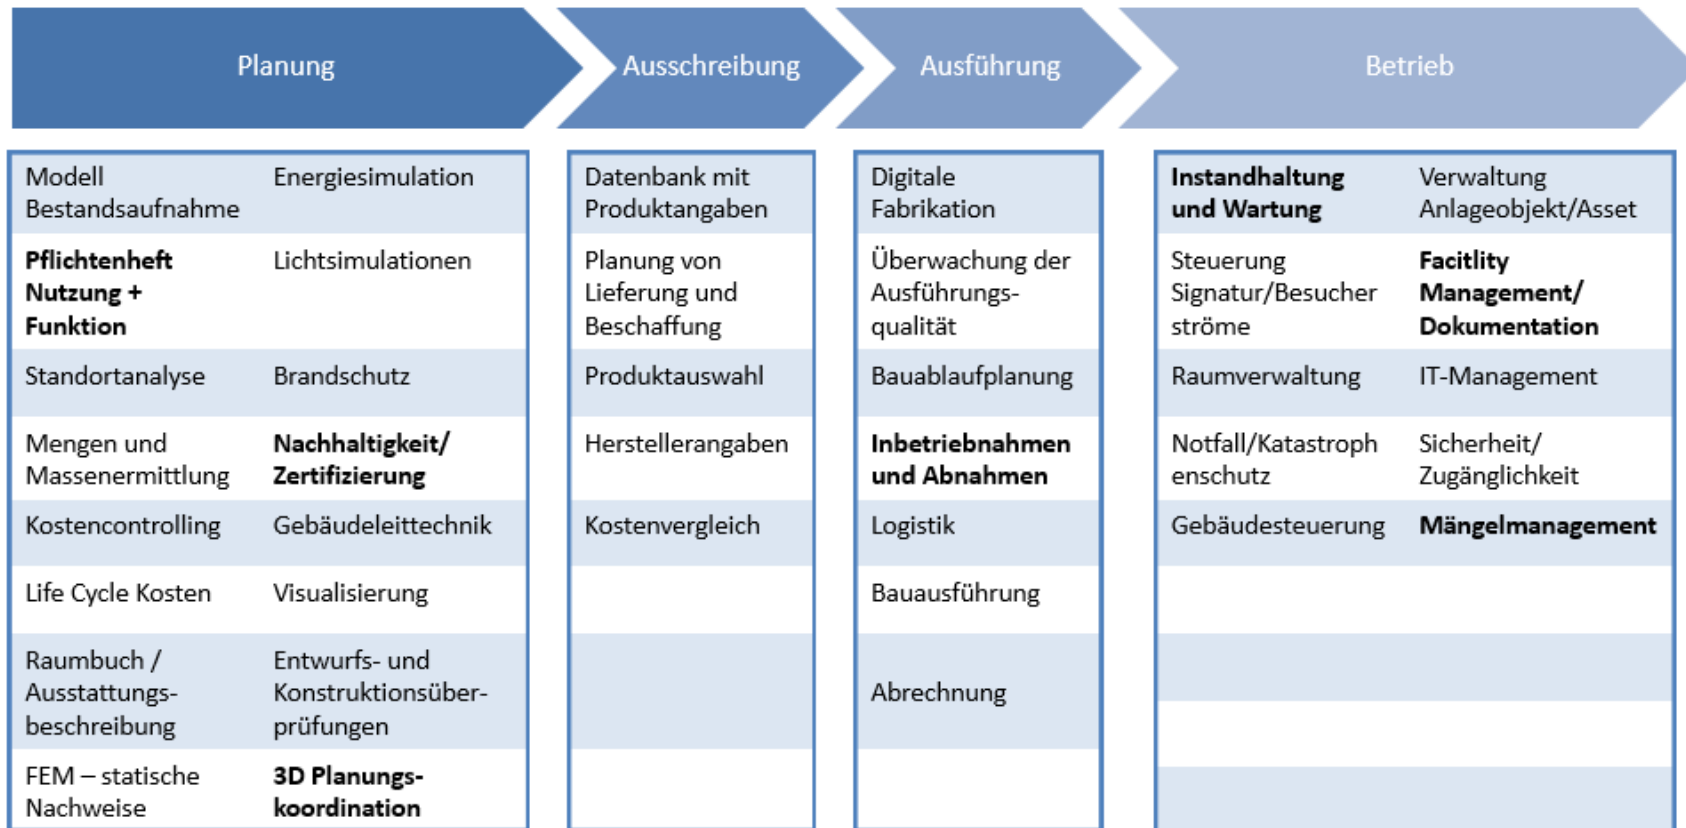 Planung
Ausschreibung
Ausführung
Betrieb
Modell
Bestandsaufnahme
Energiesimulation
Pflichtenheft
Nutzung +
Funktion
Lichtsimulationen
Standortanalyse
Brandschutz
Mengen und
Massenermittlung
Nachhaltigkeit/
Zertifizierung
Kostencontrolling
Gebäudeleittechnik
Life Cycle Kosten
Visualisierung
Raumbuch /
Ausstattungs-
beschreibung
Entwurfs- und
Konstruktionsüber-
prüfungen
FEM – statische
Nachweise
3D Planungs-
koordination
Datenbank mit
Produktangaben
Planung von
Lieferung und
Beschaffung
Produktauswahl
Herstellerangaben
Kostenvergleich
Digitale
Fabrikation
Überwachung der
Ausführungs-
qualität
Bauablaufplanung
Inbetriebnahmen
und Abnahmen
Logistik
Bauausführung
Abrechnung
Instandhaltung
und Wartung
Verwaltung
Anlageobjekt/Asset
Steuerung
Signatur/Besucher
ströme
Facitlity
Management/
Dokumentation
Raumverwaltung
IT-Management
Notfall/Katastroph
enschutz
Sicherheit/
Zugänglichkeit
Gebäudesteuerung
Mängelmanagement